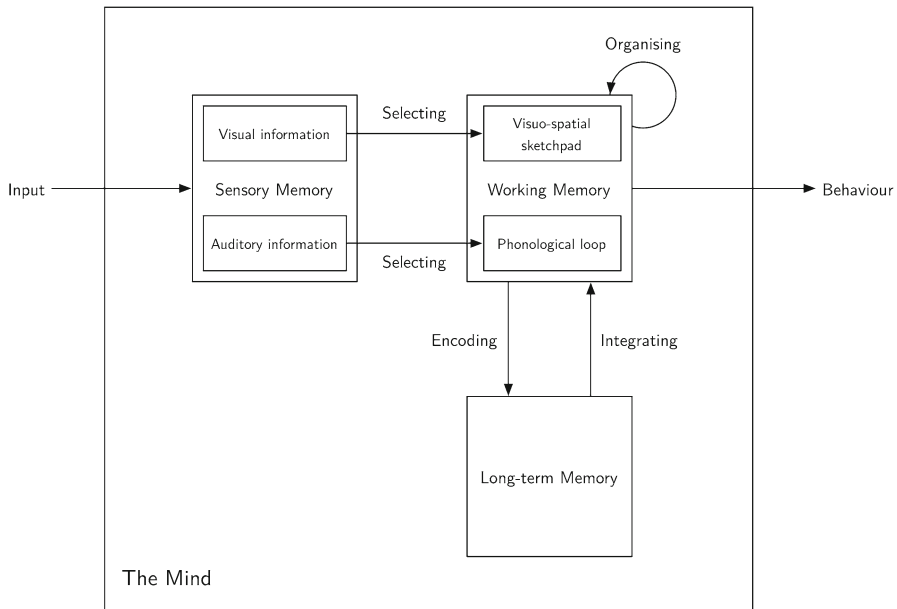 Organising
Selecting
Visual information
Visuo-spatial
sketchpad
Input
Sensory Memory
Working Memory
Behaviour
Auditory information
Phonological loop
Selecting
Encoding
Integrating
Long-term Memory
The Mind